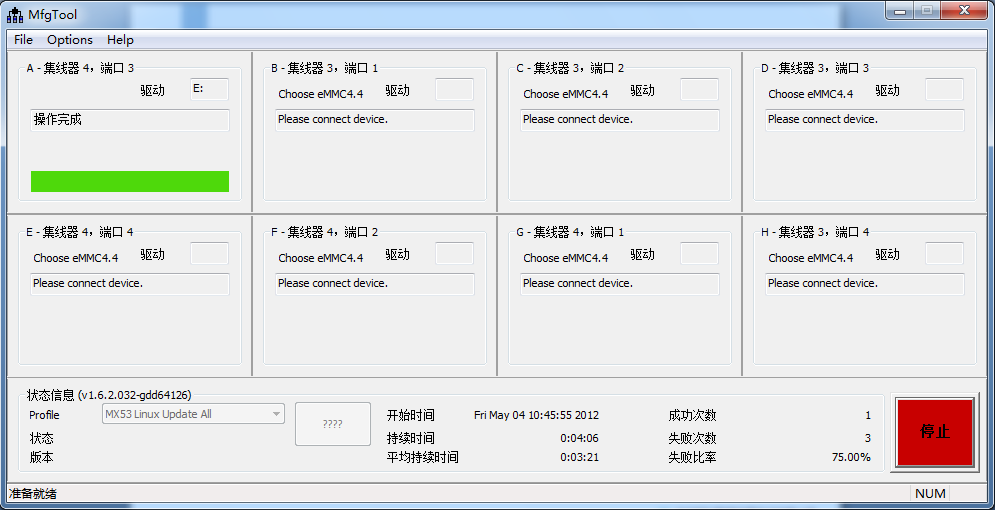 MfgTool
File Options Help
A - 集线器 4，端口 3
驱动 E:
操作完成
B - 集线器 3，端口 1
Choose eMMC4.4 驱动
Please connect device.
C - 集线器 3，端口 2
Choose eMMC4.4 驱动
Please connect device.
D - 集线器 3，端口 3
Choose eMMC4.4 驱动
Please connect device.
E - 集线器 4，端口 4
Choose eMMC4.4 驱动
Please connect device.
F - 集线器 4，端口 2
Choose eMMC4.4 驱动
Please connect device.
G - 集线器 4，端口 1
Choose eMMC4.4 驱动
Please connect device.
H - 集线器 3，端口 4
Choose eMMC4.4 驱动
Please connect device.
状态信息 (v1.6.2.032-gdd64126)
Profile MX53 Linux Update All ???? 开始时间 Fri May 04 10:45:55 2012 成功次数 1
状态 持续时间 0:04:06 失败次数 3
版本 平均持续时间 0:03:21 失败比率 75.00%
停止
准备就绪 NUM